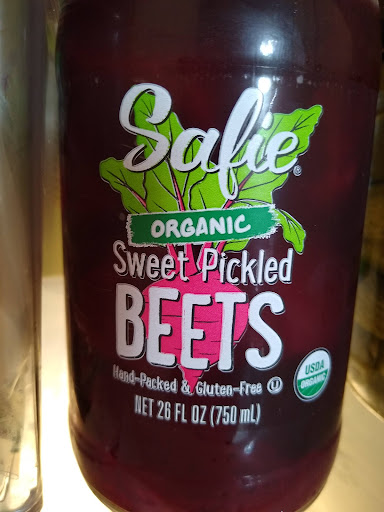 Safie®
ORGANIC
Sweet Pickled
BEETS
Hand-Packed & Gluten-Free U
USDA
ORGANIC
NET 26 FL OZ (750 mL)